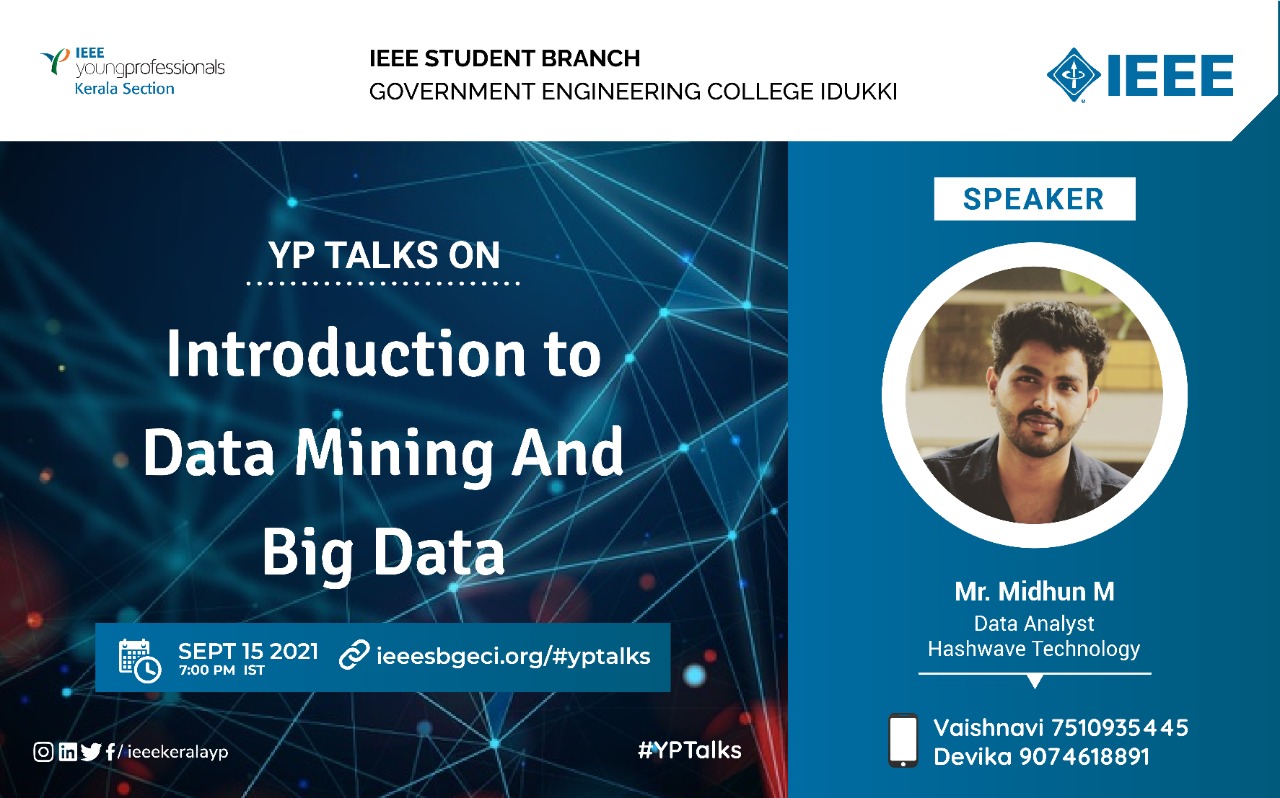 IEEE
youngprofessionals
Kerala Section
IEEE STUDENT BRANCH
GOVERNMENT ENGINEERING COLLEGE IDUKKI
IEEE
YP TALKS ON
Introduction to
Data Mining And
Big Data
SEPT 15 2021
7:00 PM IST
ieeesbgeci.org/#yptalks
/ieeekeralayp
#YPTalks
SPEAKER
Mr. Midhun M
Data Analyst
Hashwave Technology
Vaishnavi 7510935445
Devika 9074618891